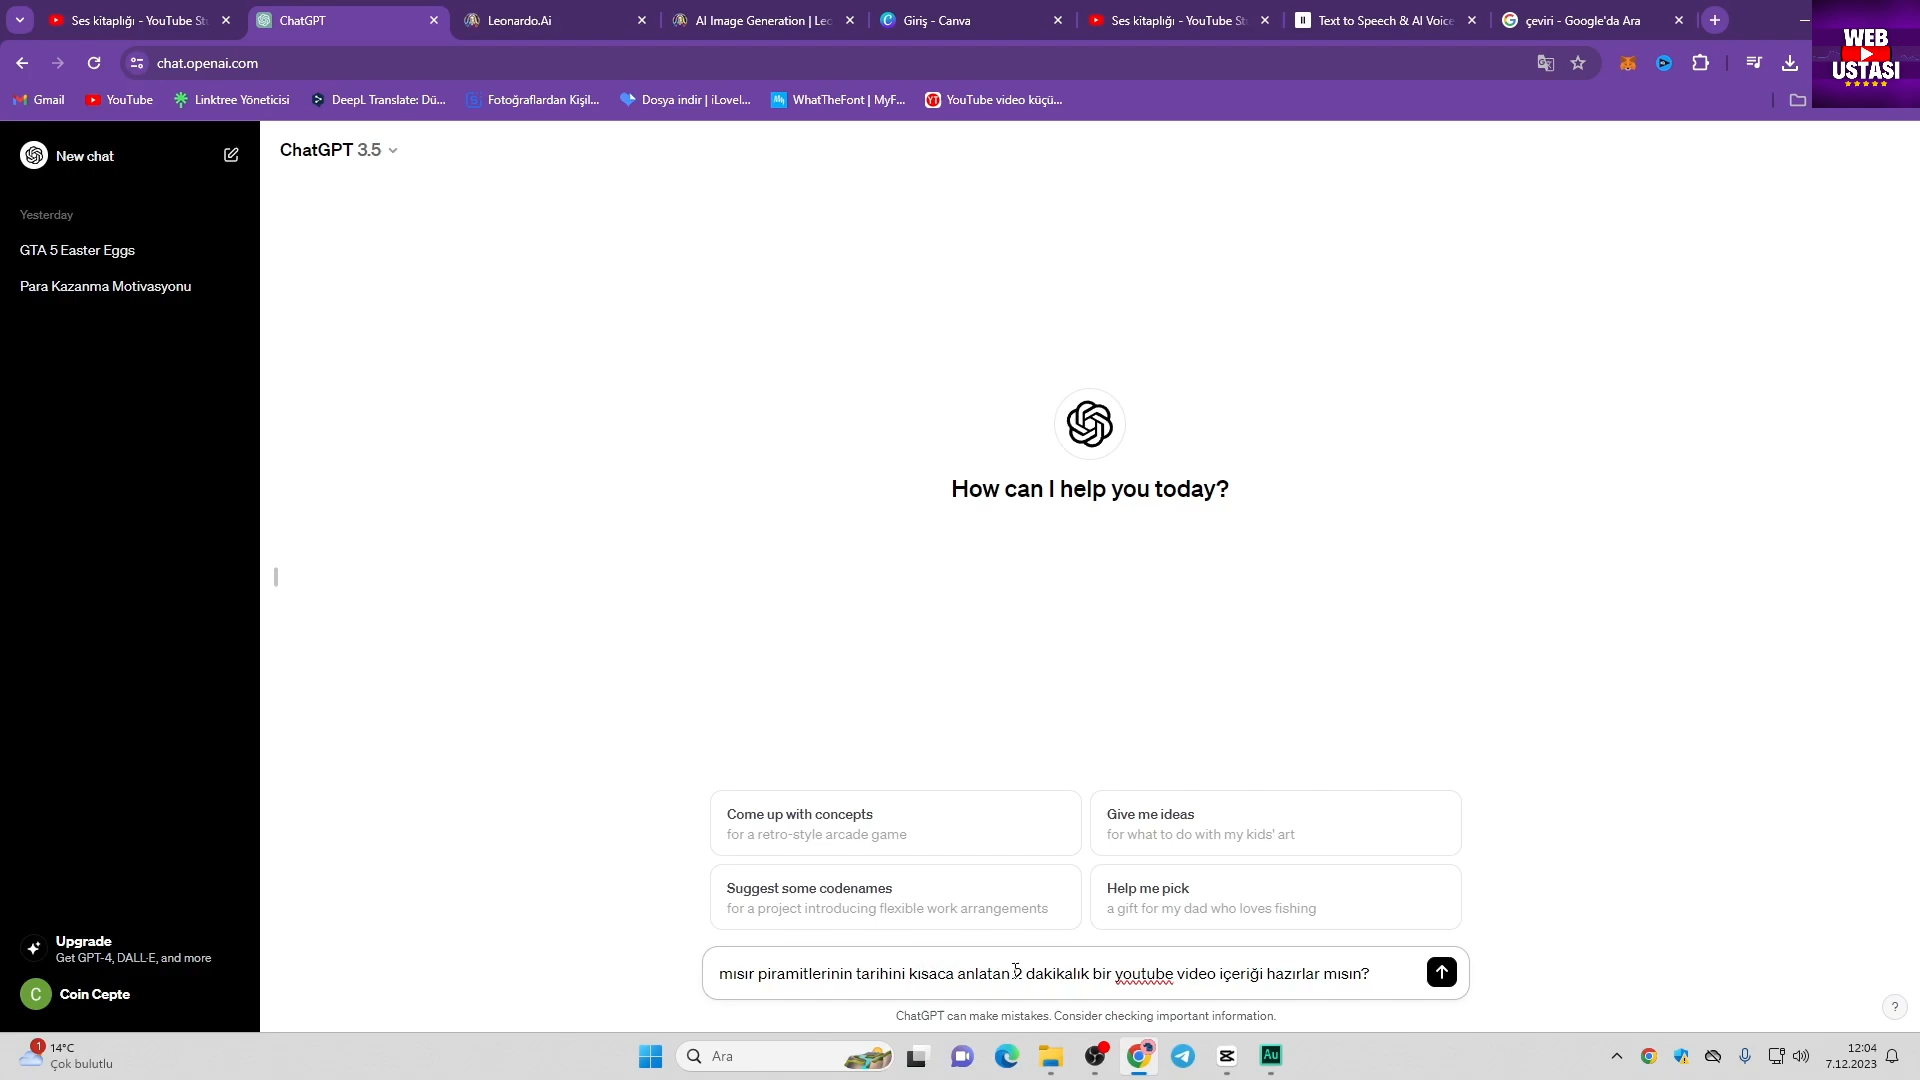 Ses kitaplığı - YouTube St
ChatGPT
Leonardo.Ai
AI Image Generation | Leo
Giriş - Canva
Ses kitaplığı - YouTube St
Text to Speech & AI Voice
çeviri - Google'da Ara
WEB
USTASI
chat.openai.com
Gmail
YouTube
Linktree Yöneticisi
DeepL Translate: Dü...
Fotoğraflardan Kişil...
Dosya indir | iLoveI...
WhatTheFont | MyF...
YouTube video küçü...
New chat
ChatGPT 3.5
Yesterday
GTA 5 Easter Eggs
Para Kazanma Motivasyonu
How can I help you today?
Come up with concepts
for a retro-style arcade game
Give me ideas
for what to do with my kids' art
Suggest some codenames
for a project introducing flexible work arrangements
Help me pick
a gift for my dad who loves fishing
Upgrade
Get GPT-4, DALL·E, and more
C
Coin Cepte
mısır piramitlerinin tarihini kısaca anlatan dakikalık bir youtube video içeriği hazırlar mısın?
ChatGPT can make mistakes. Consider checking important information.
?
1
14°C
Çok bulutlu
Ara
Au
12:04
7.12.2023